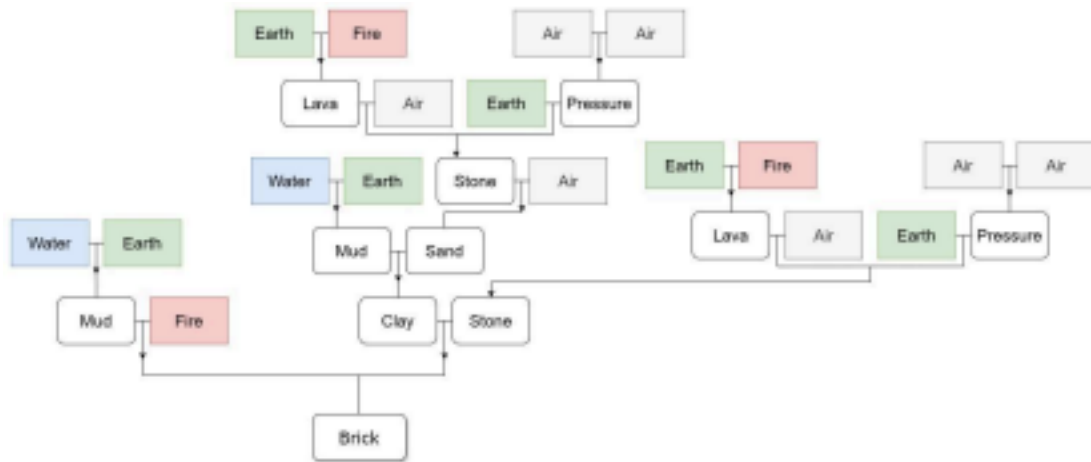 Earth Fire Air Air
Lava Air Earth Pressure
Earth Fire Air Air
Water Earth Stone Air
Water Earth Mud Sand Lava Air Earth Pressure
Mud Fire Clay Stone
Brick